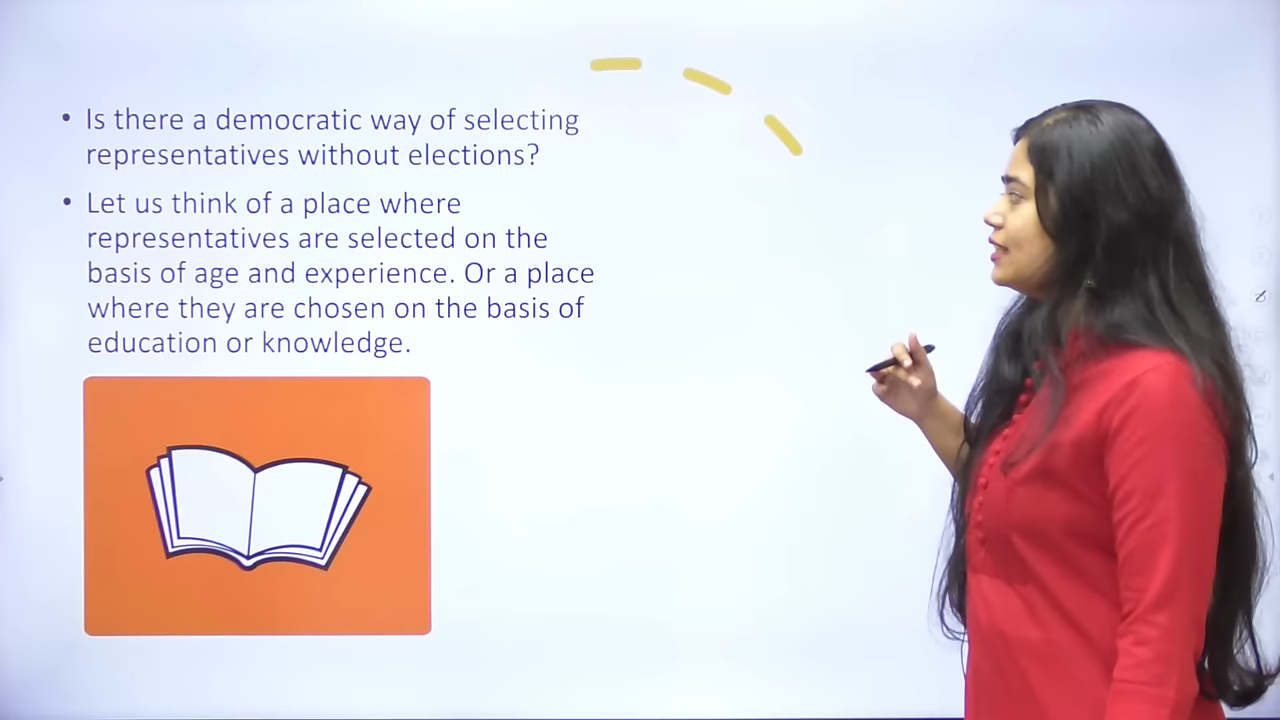 • Is there a democratic way of selecting
representatives without elections?
• Let us think of a place where
representatives are selected on the
basis of age and experience. Or a place
where they are chosen on the basis of
education or knowledge.